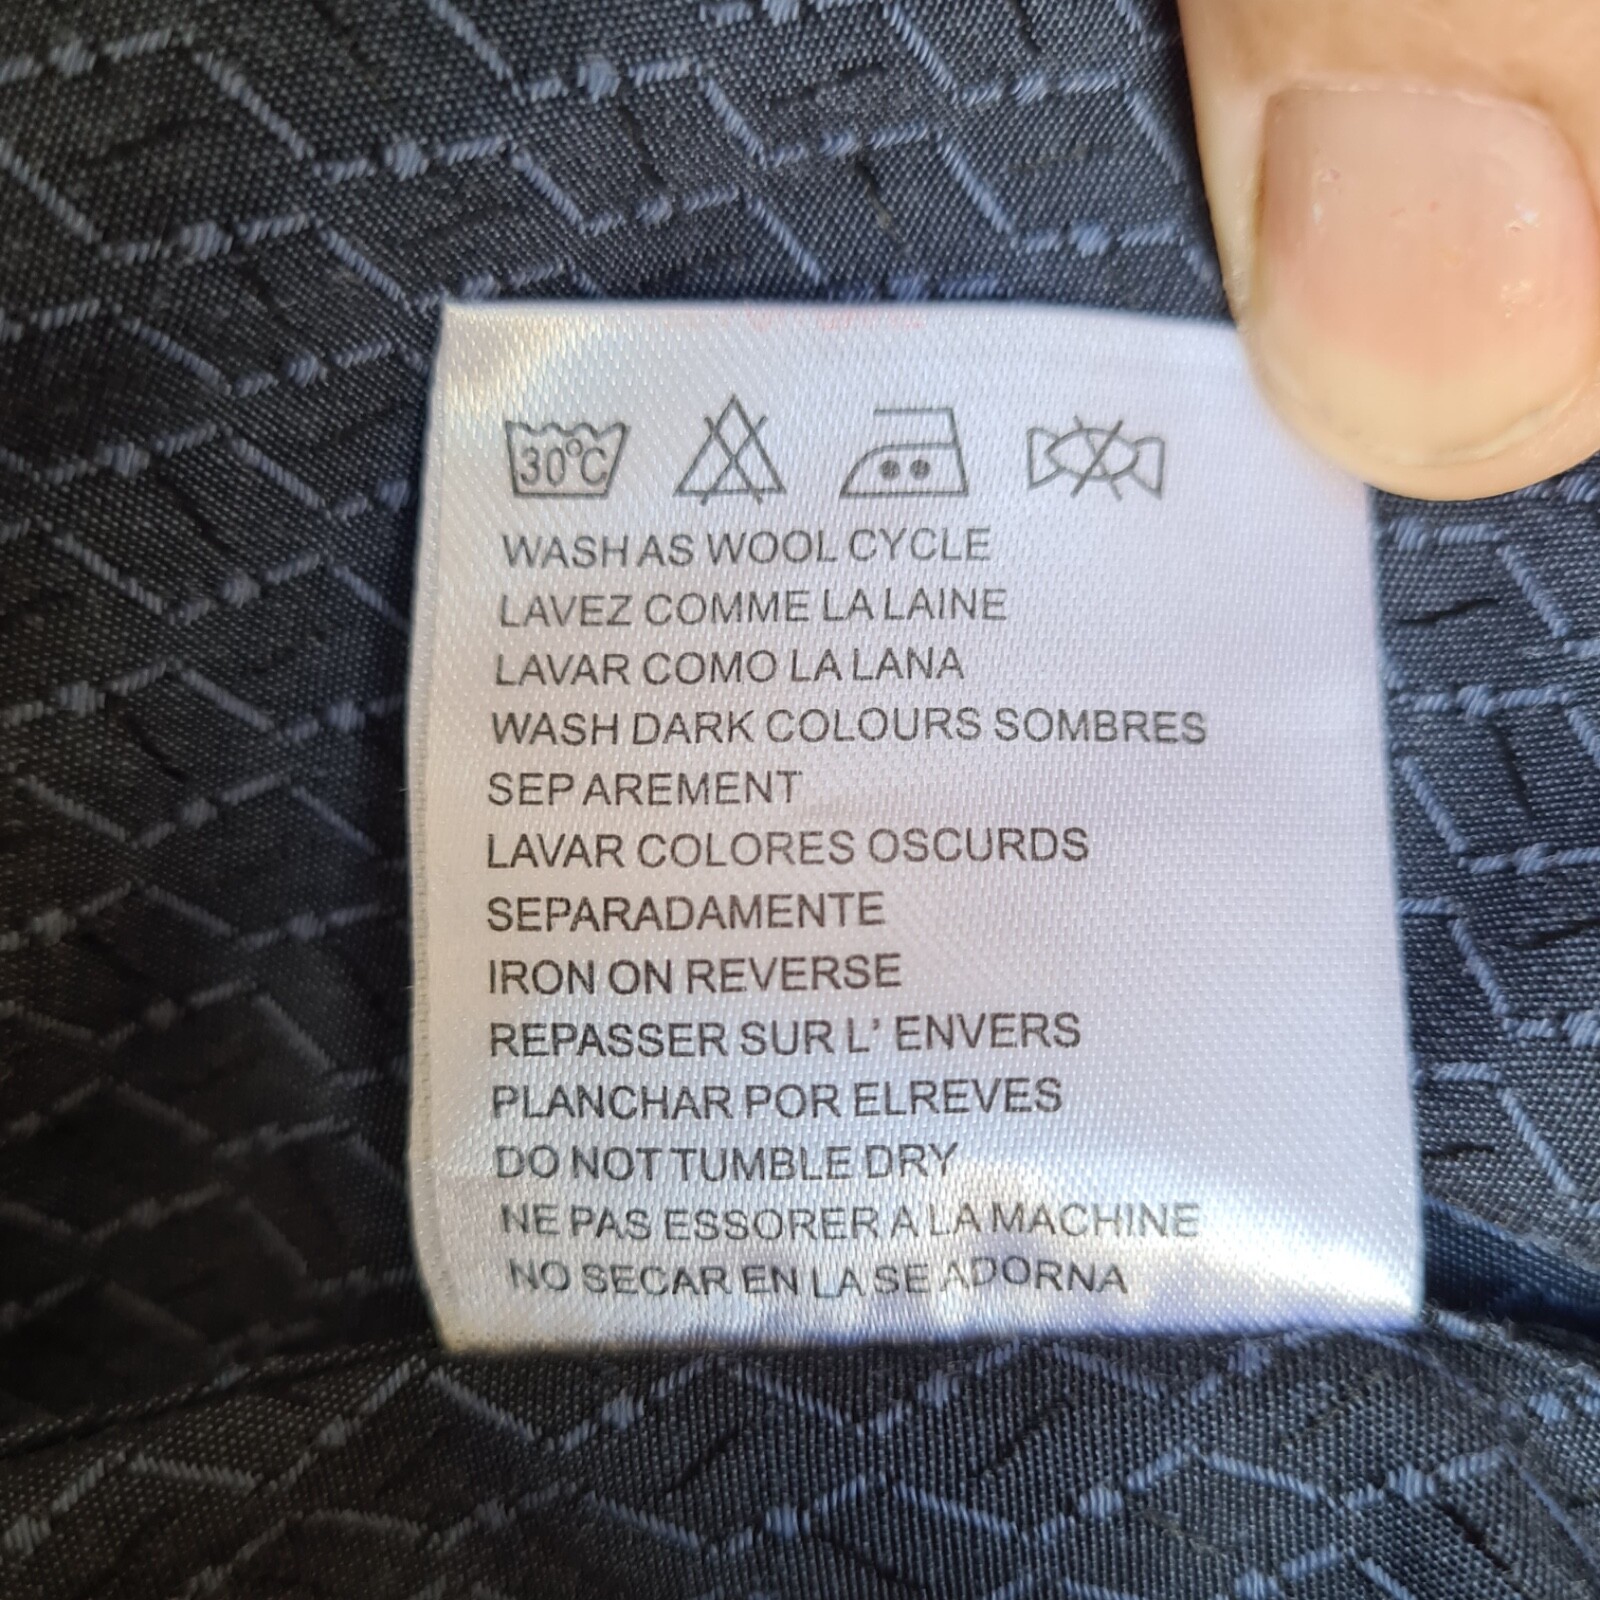 30°C
WASH AS WOOL CYCLE
LAVEZ COMME LA LAINE
LAVAR COMO LA LANA
WASH DARK COLOURS SOMBRES
SEPAREMENT
LAVAR COLORES OSCURDS
SEPARADAMENTE
IRON ON REVERSE
REPASSER SUR L' ENVERS
PLANCHAR POR ELREVES
DO NOT TUMBLE DRY
NE PAS ESSORER A LA MACHINE
NO SECAR EN LA SE ADORNA